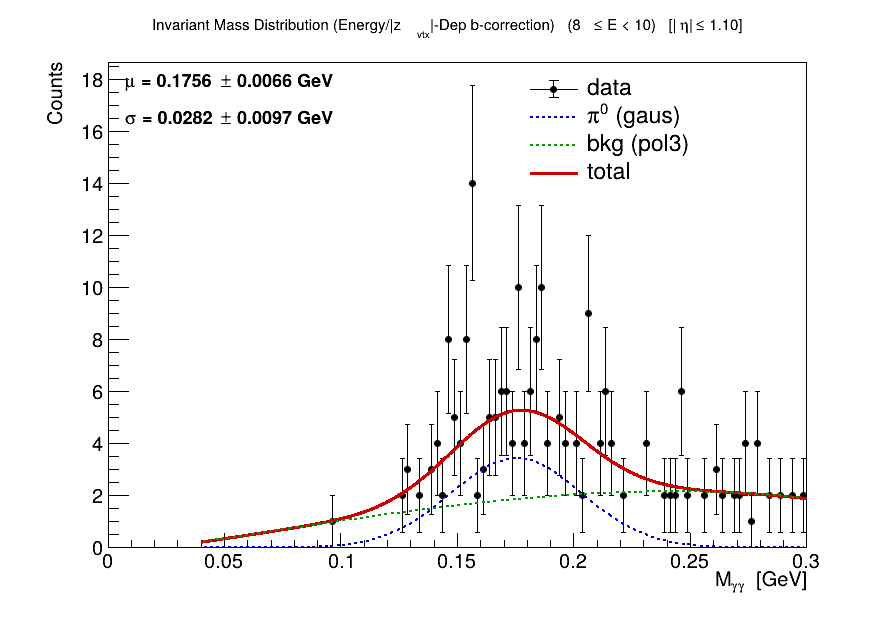 Invariant Mass Distribution (Energy/|z vtx|-Dep b-correction) (8 ≤ E < 10) [|η| ≤ 1.10]
Counts
μ = 0.1756 ± 0.0066 GeV
σ = 0.0282 ± 0.0097 GeV
data
π0 (gaus)
bkg (pol3)
total
18
16
14
12
10
8
6
4
2
0
0 0.05 0.1 0.15 0.2 0.25 0.3
Mγγ [GeV]